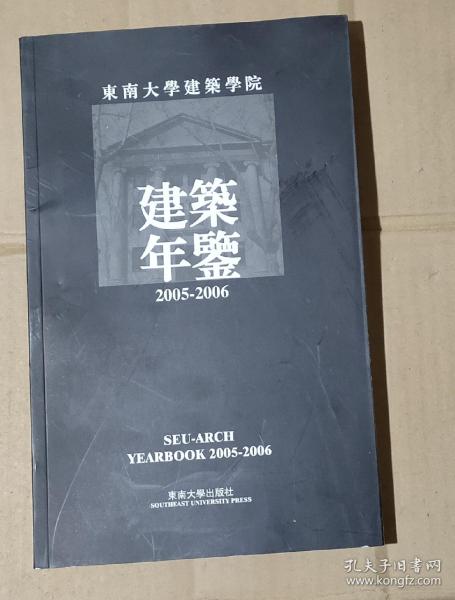 東南大學建築學院
建築
年鑒
2005-2006
SEU-ARCH
YEARBOOK 2005-2006
東南大學出版社
SOUTHEAST UNIVERSITY PRESS
孔夫子旧书网
www.kongfz.com